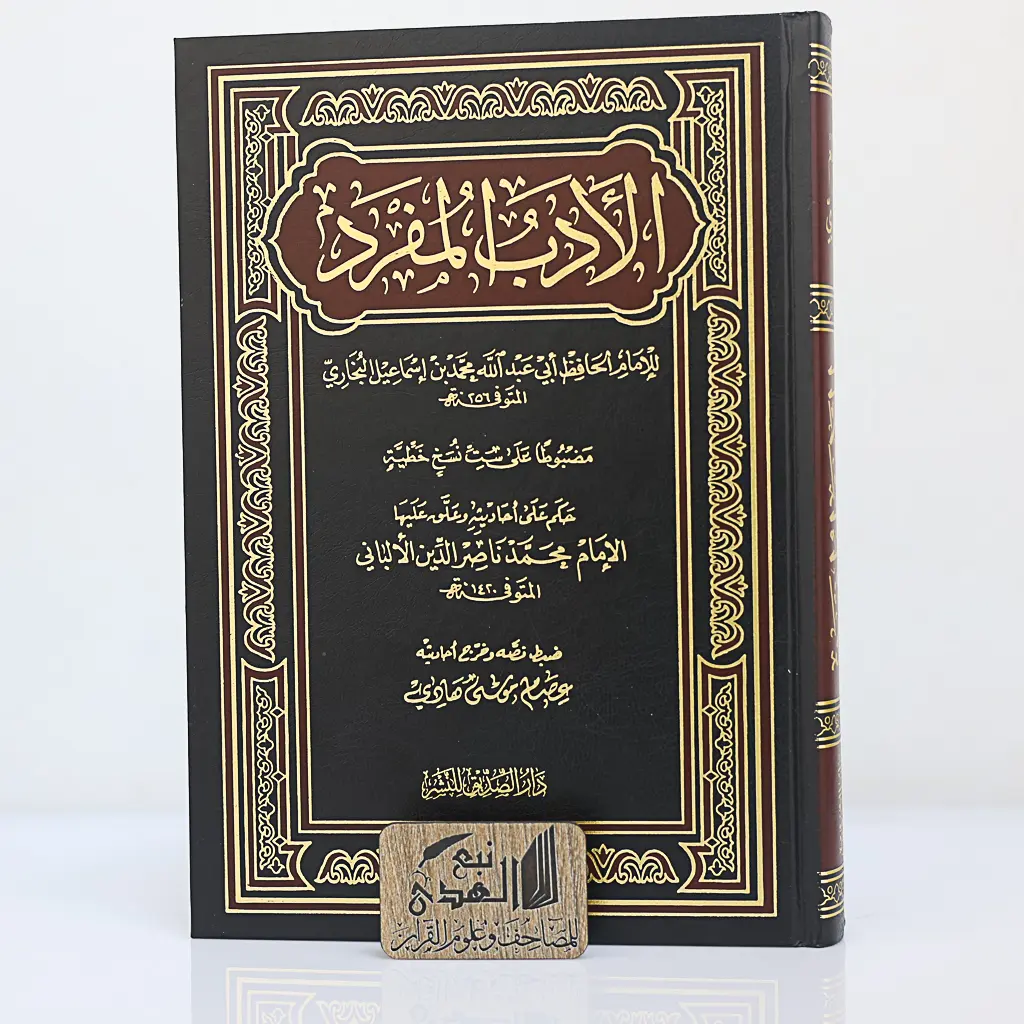 الأدب المفرد
للإمام الحافظ أبي عبد الله محمد بن إسماعيل البخاري
المتوفى سنة ٢٥٦هـ
مضبوطا على ست نسخ خطية
حكم على أحاديثه وعلق عليها
الإمام محمد ناصر الدين الألباني
المتوفى سنة ١٤٢٠هـ
ضبط نصه وخرج أحاديثه
عصام موسى هادي
دار الصديق للنشر
نبع
الهدى
للمصاحف وعلوم القرآن